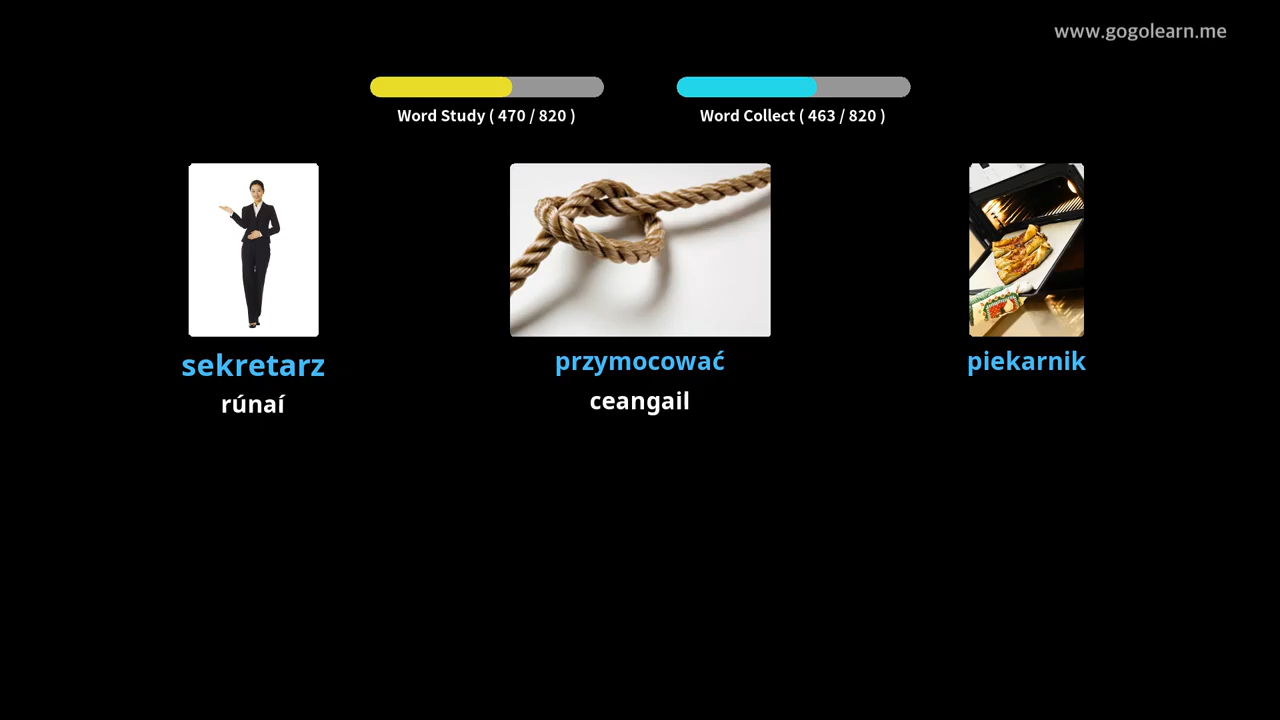 www.gogolearn.me
Word Study ( 470 / 820 )
Word Collect ( 463 / 820 )
sekretarz
rúnaí
przymocować
ceangail
piekarnik